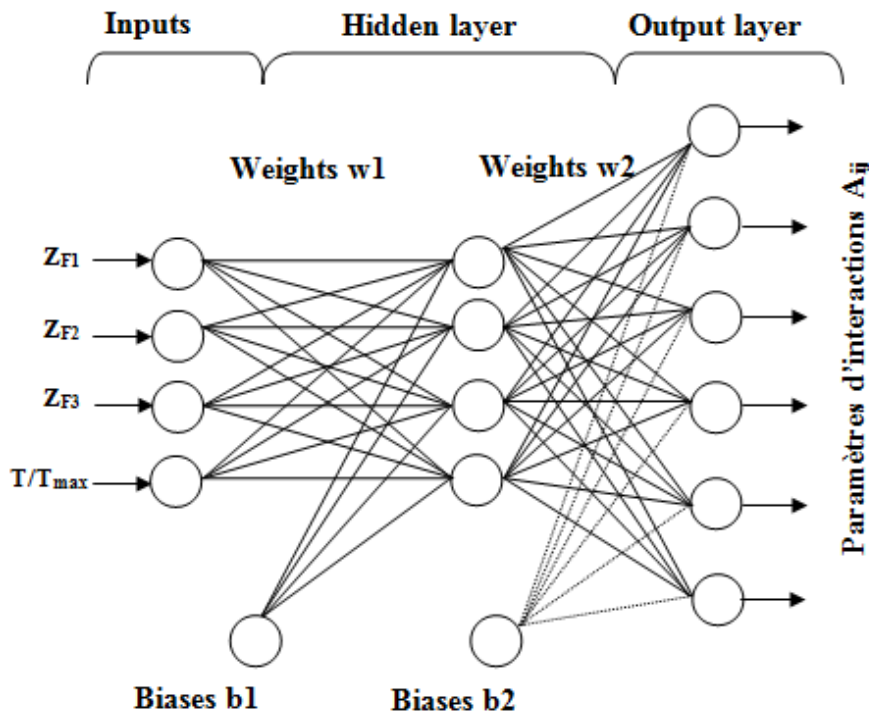 Inputs
Hidden layer
Output layer
Weights w1
Weights w2
ZF1
ZF2
ZF3
T/Tmax
Biases b1
Biases b2
Paramètres d'interactions Aij